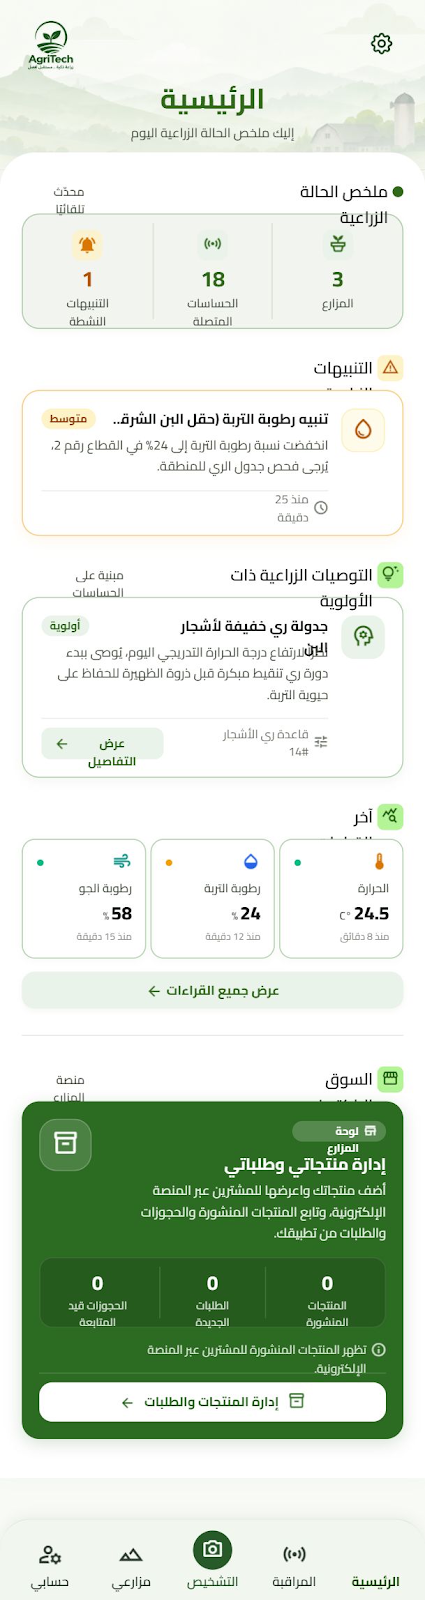 AgriTech
الرئيسية
إليك ملخص الحالة الزراعية اليوم
ملخص الحالة
الزراعية
محدّث
تلقائيًا
3
المزارع
18
الحساسات
المتصلة
1
التنبيهات
النشطة
التنبيهات
تنبيه رطوبة التربة (حقل البن الشرق..
متوسط
انخفضت نسبة رطوبة التربة إلى 24% في القطاع رقم 2،
يُرجى فحص جدول الري للمنطقة.
منذ 25
دقيقة
التوصيات الزراعية ذات
الأولوية
مبنية على
الحساسات
جدولة ري خفيفة لأشجار
البن
أولوية
نظرًا لارتفاع درجة الحرارة التدريجي اليوم، يُوصى ببدء
دورة ري تنقيط مبكرة قبل ذروة الظهيرة للحفاظ على
حيوية التربة.
قاعدة ري الأشجار
#14
عرض
التفاصيل
آخر
الحرارة
24.5 °C
منذ 8 دقائق
رطوبة التربة
24 %
منذ 12 دقيقة
رطوبة الجو
58 %
منذ 15 دقيقة
عرض جميع القراءات
السوق
منصة
المزارع
لوحة
المزارع
إدارة منتجاتي وطلباتي
أضف منتجاتك واعرضها للمشترين عبر المنصة
الإلكترونية، وتابع المنتجات المنشورة والحجوزات
والطلبات من تطبيقك.
0
المنتجات
المنشورة
0
الطلبات
الجديدة
0
الحجوزات قيد
المتابعة
تظهر المنتجات المنشورة للمشترين عبر المنصة
الإلكترونية.
إدارة المنتجات والطلبات
الرئيسية
المراقبة
التشخيص
مزارعي
حسابي